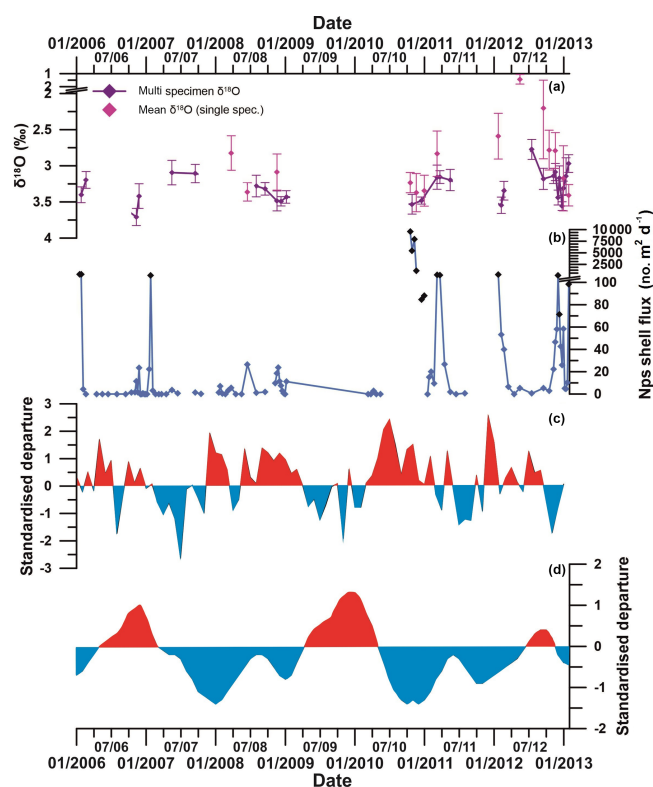 Date
01/2006 01/2007 01/2008 01/2009 01/2010 01/2011 01/2012 01/2013
07/06 07/07 07/08 07/09 07/10 07/11 07/12
(a)
Multi specimen δ¹⁸O
Mean δ¹⁸O (single spec.)
δ¹⁸O (‰)
1
2
2
2.5
3
3.5
4
(b)
Nps shell flux (no. m² d⁻¹)
10 000
7500
5000
2500
100
80
60
40
20
0
(c)
Standardised departure
3
2
1
0
-1
-2
-3
(d)
Standardised departure
2
1
0
-1
-2
07/06 07/07 07/08 07/09 07/10 07/11 07/12
01/2006 01/2007 01/2008 01/2009 01/2010 01/2011 01/2012 01/2013
Date